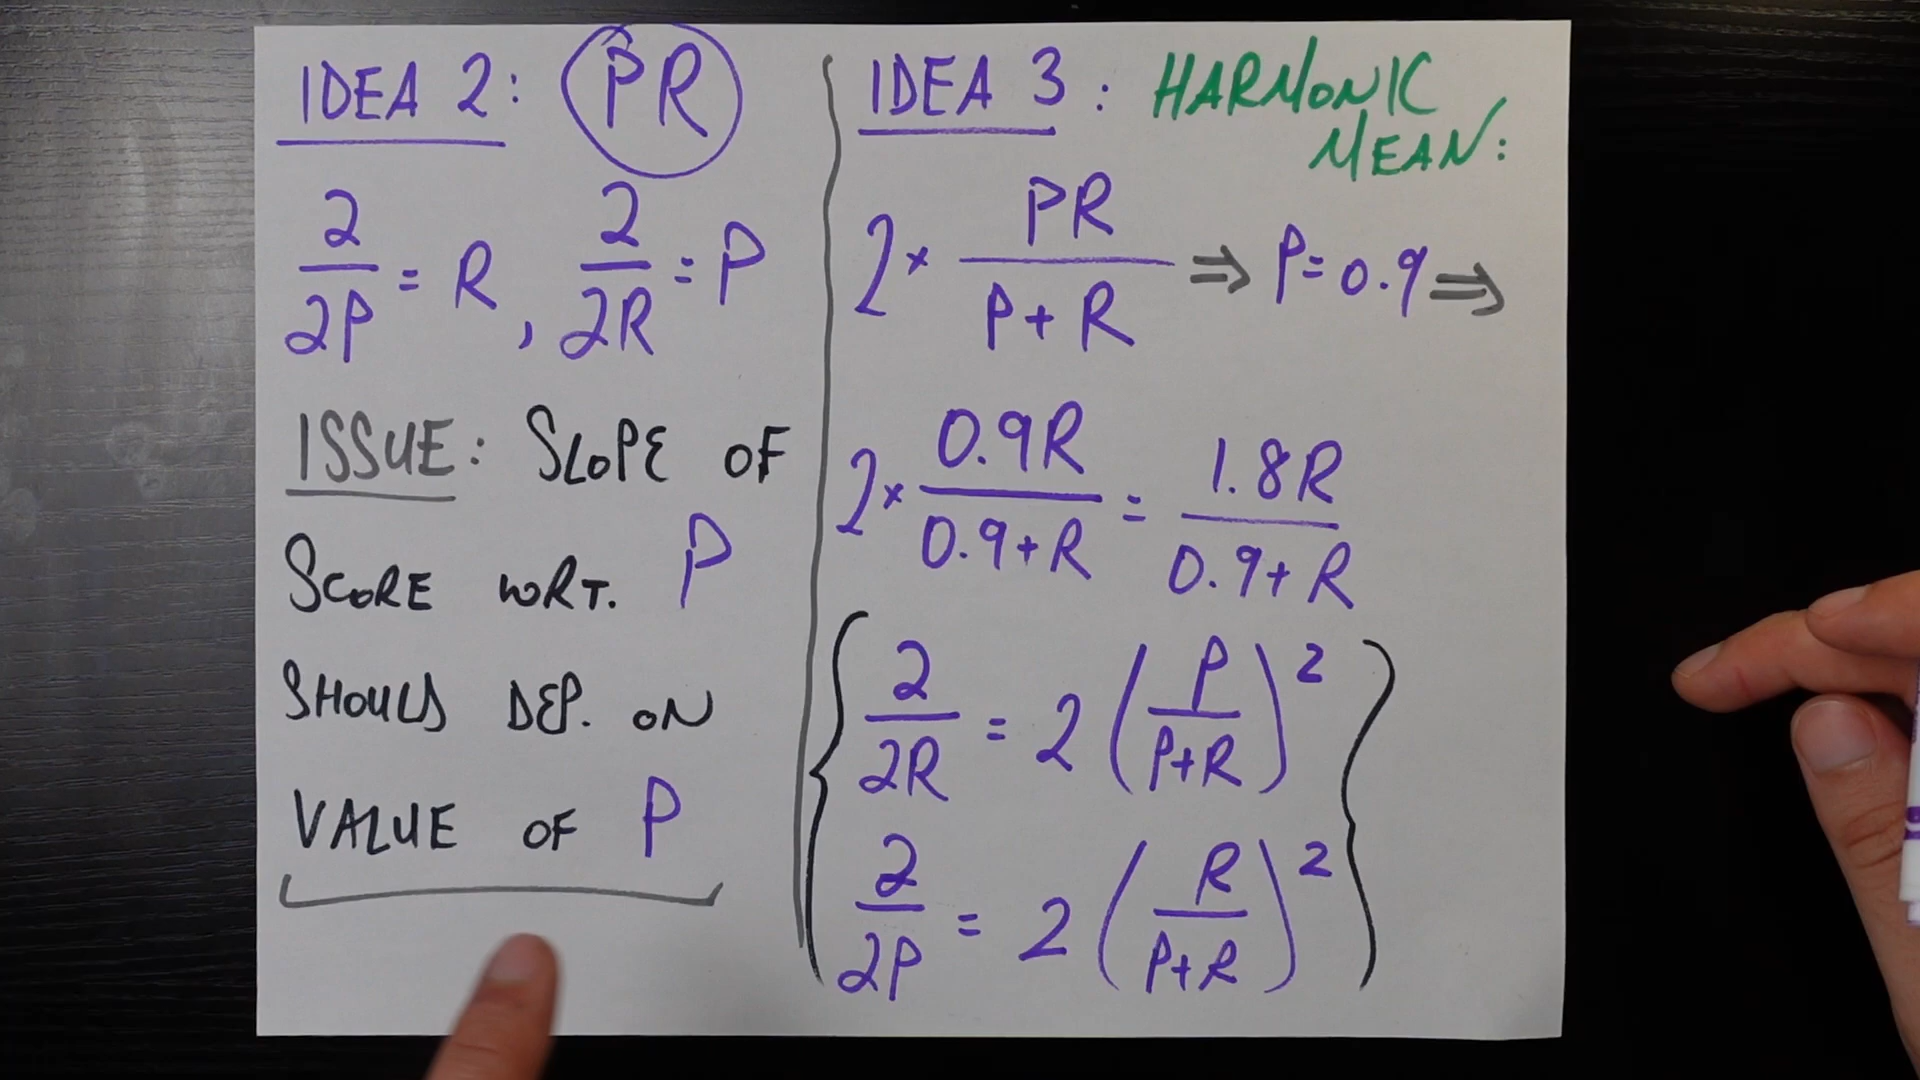 IDEA 2: PR
2/2P = R, 2/2R = P
ISSUE: SLOPE OF
SCORE WRT. P
SHOULD DEP. ON
VALUE OF P
IDEA 3: HARMONIC
MEAN:
2 × PR/(P+R) ⇒ P=0.9 ⇒
2 × 0.9R/(0.9+R) = 1.8R/(0.9+R)
2/2R = 2(P/(P+R))²
2/2P = 2(R/(P+R))²